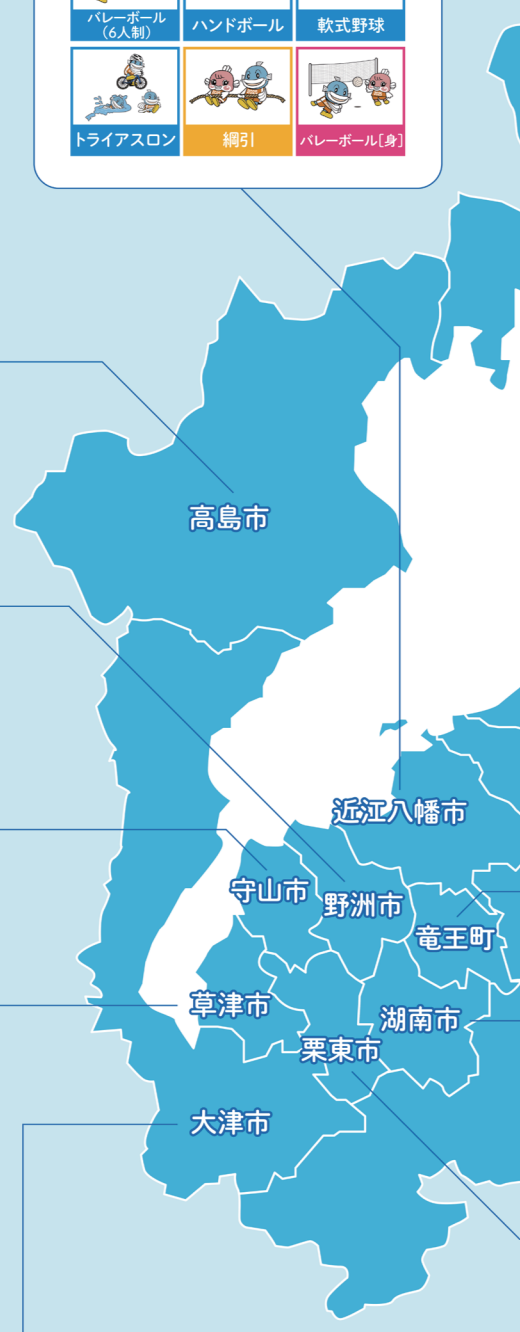 バレーボール
(6人制)
ハンドボール
軟式野球
トライアスロン
綱引
バレーボール[身]
高島市
近江八幡市
守山市
野洲市
竜王町
草津市
湖南市
栗東市
大津市